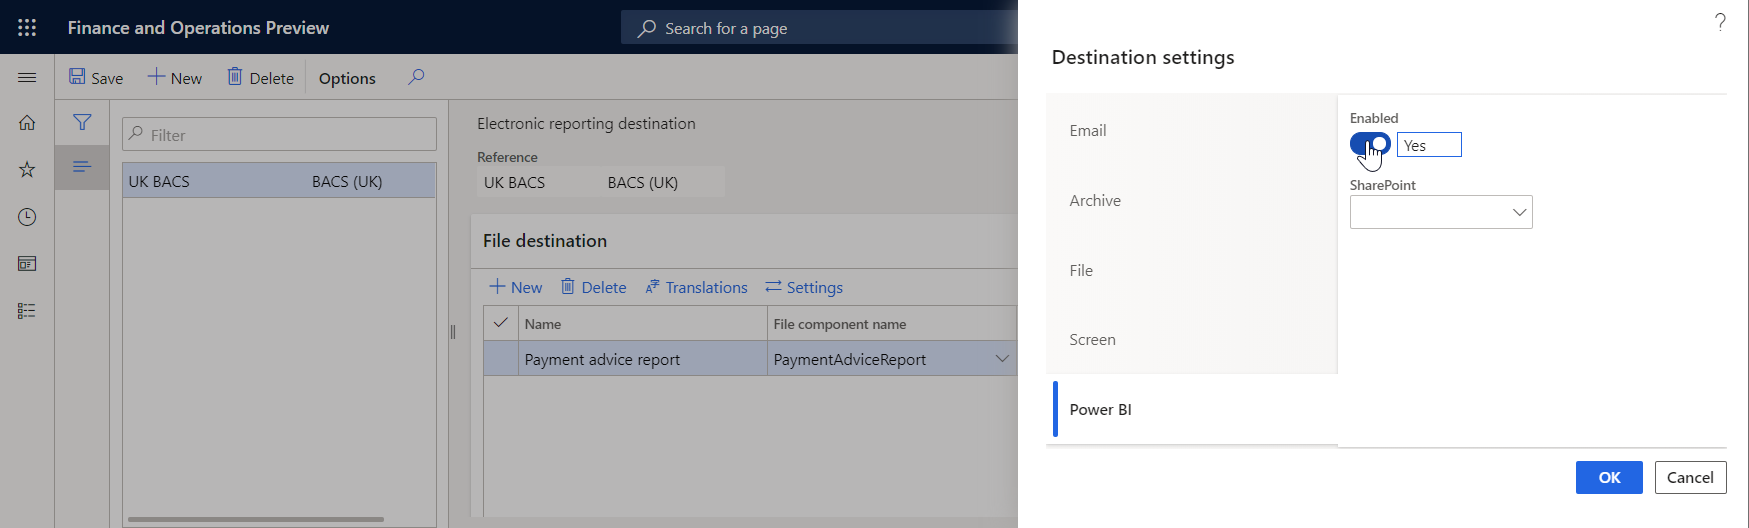 Finance and Operations Preview
Search for a page
?
Save
New
Delete
Options
Filter
UK BACS BACS (UK)
Electronic reporting destination
Reference
UK BACS BACS (UK)
File destination
New
Delete
Translations
Settings
Name File component name
Payment advice report PaymentAdviceReport
Destination settings
Email
Archive
File
Screen
Power BI
Enabled
Yes
SharePoint
OK
Cancel